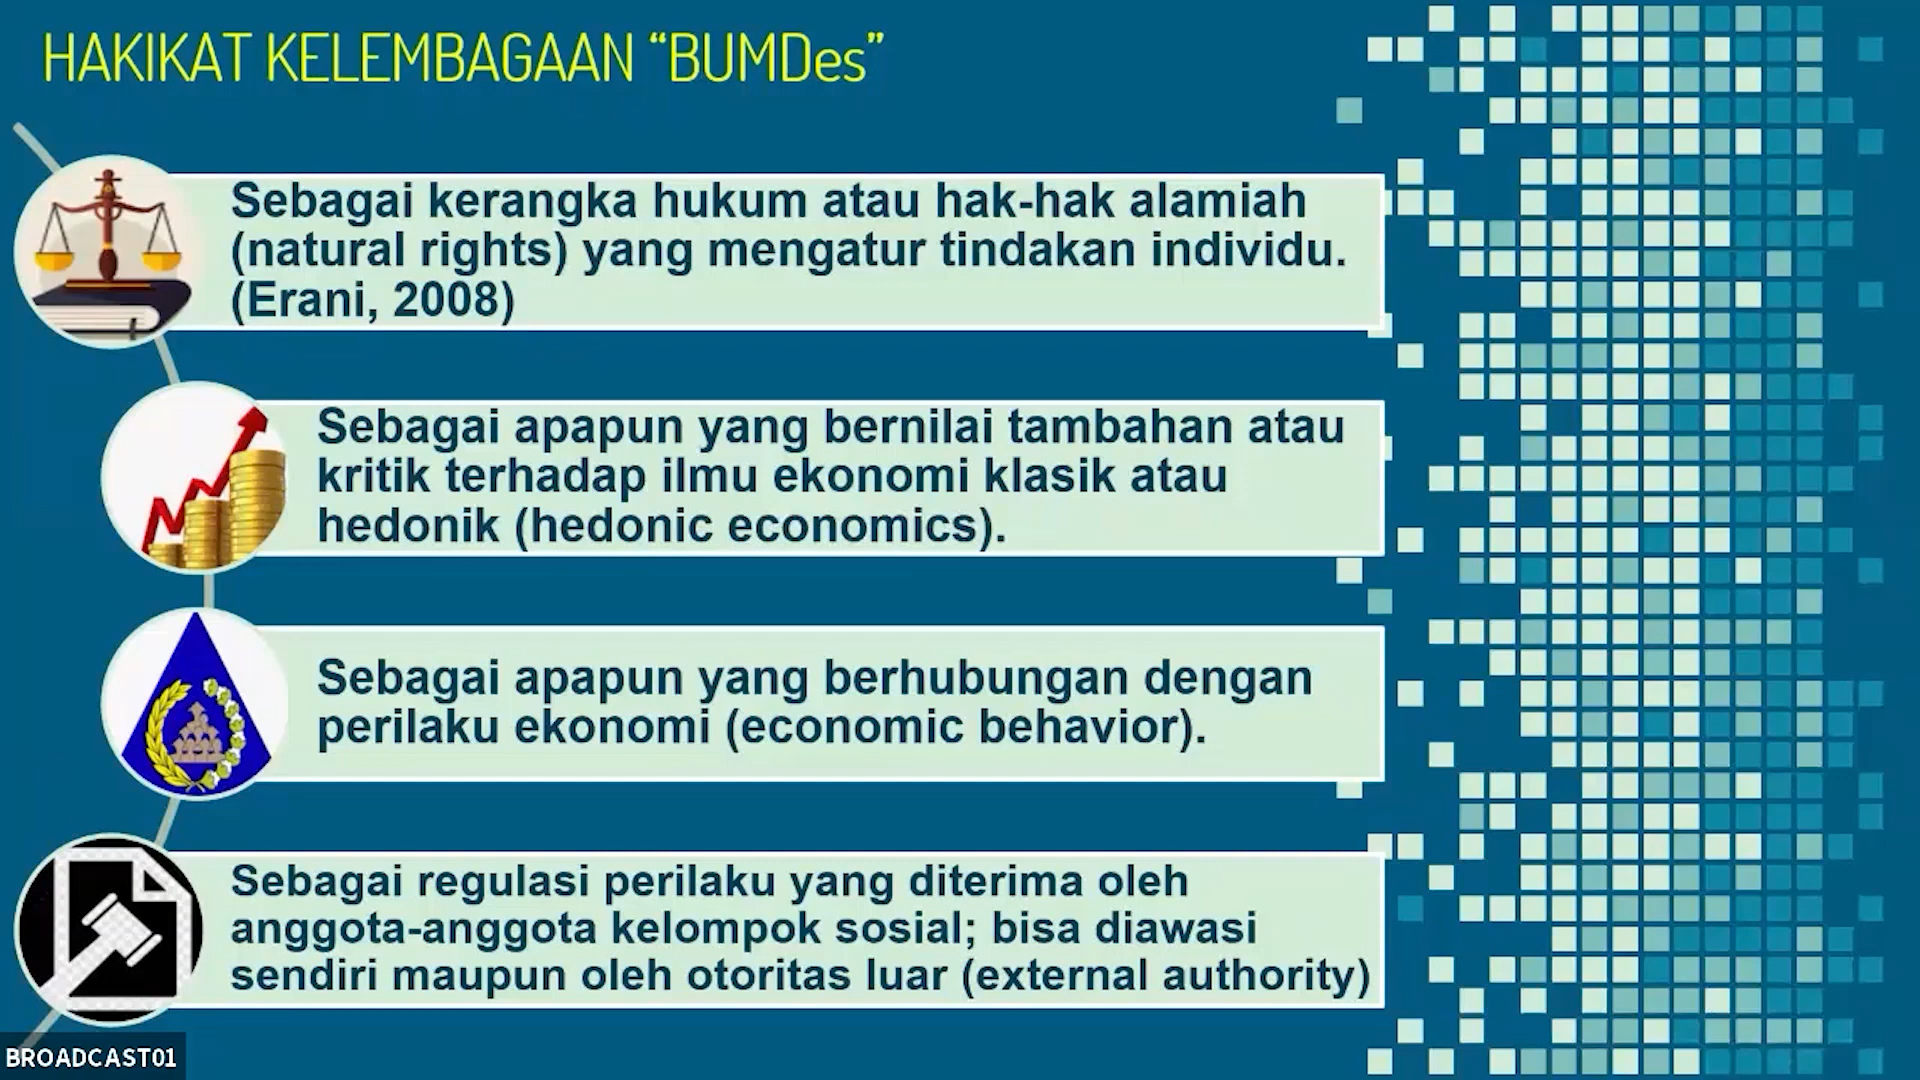 HAKIKAT KELEMBAGAAN “BUMDes”
Sebagai kerangka hukum atau hak-hak alamiah
(natural rights) yang mengatur tindakan individu.
(Erani, 2008)
Sebagai apapun yang bernilai tambahan atau
kritik terhadap ilmu ekonomi klasik atau
hedonik (hedonic economics).
Sebagai apapun yang berhubungan dengan
perilaku ekonomi (economic behavior).
Sebagai regulasi perilaku yang diterima oleh
anggota-anggota kelompok sosial; bisa diawasi
sendiri maupun oleh otoritas luar (external authority)
BROADCAST01